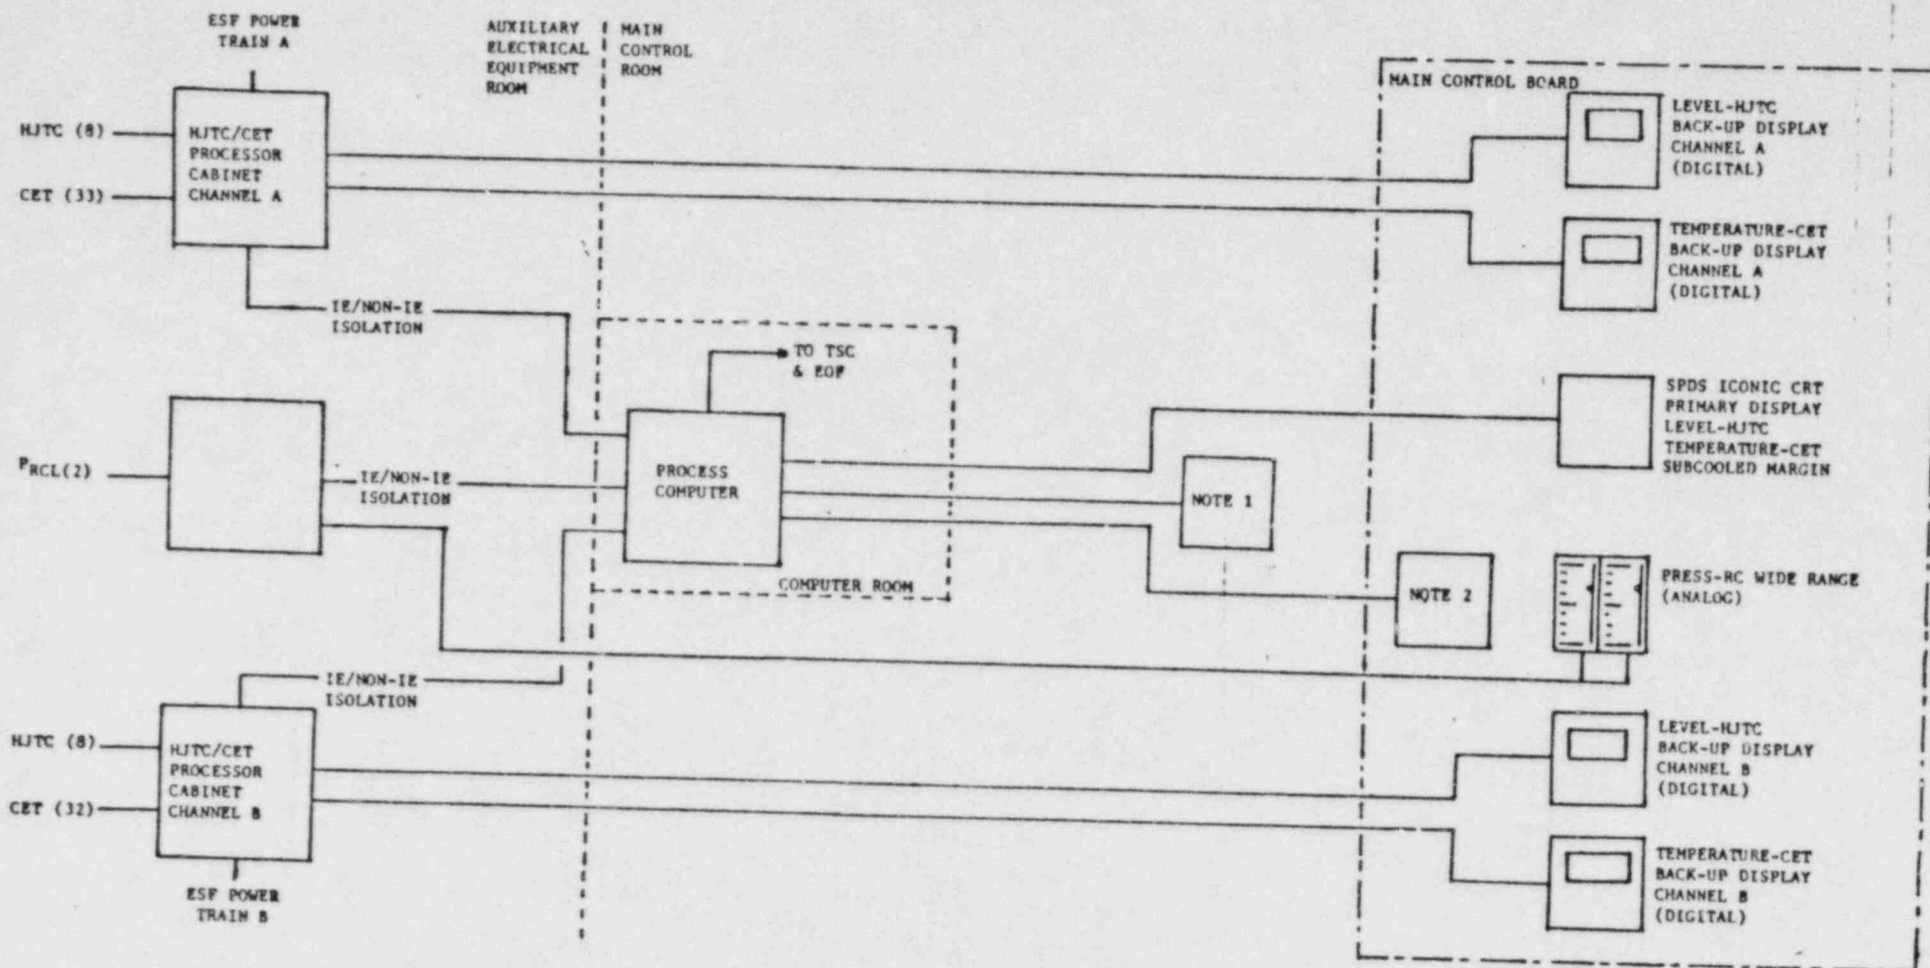 ESF POWER
TRAIN A
AUXILIARY
ELECTRICAL
EQUIPMENT
ROOM
MAIN
CONTROL
ROOM
MAIN CONTROL BOARD
HJTC (8)
CET (33)
HJTC/CET
PROCESSOR
CABINET
CHANNEL A
LEVEL-HJTC
BACK-UP DISPLAY
CHANNEL A
(DIGITAL)
TEMPERATURE-CET
BACK-UP DISPLAY
CHANNEL A
(DIGITAL)
IE/NON-IE
ISOLATION
TO TSC
& EOF
PRCL(2)
IE/NON-IE
ISOLATION
PROCESS
COMPUTER
COMPUTER ROOM
NOTE 1
NOTE 2
SPDS ICONIC CRT
PRIMARY DISPLAY
LEVEL-HJTC
TEMPERATURE-CET
SUBCOOLED MARGIN
PRESS-RC WIDE RANGE
(ANALOG)
IE/NON-IE
ISOLATION
HJTC (8)
CET (32)
HJTC/CET
PROCESSOR
CABINET
CHANNEL B
ESF POWER
TRAIN B
LEVEL-HJTC
BACK-UP DISPLAY
CHANNEL B
(DIGITAL)
TEMPERATURE-CET
BACK-UP DISPLAY
CHANNEL B
(DIGITAL)